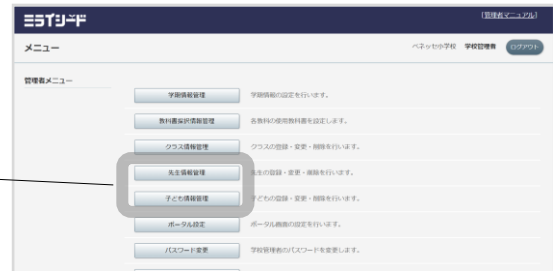 ミライシード
[管理者マニュアル]
メニュー
ベネッセ小学校 学校管理者 ログアウト
管理者メニュー
学期情報管理 学期情報の設定を行います。
教科書採択情報管理 各教科の使用教科書を設定します。
クラス情報管理 クラスの登録・変更・削除を行います。
先生情報管理 先生の登録・変更・削除を行います。
子ども情報管理 子どもの登録・変更・削除を行います。
ポータル設定 ポータル画面の設定を行います。
パスワード変更 学校管理者のパスワードを変更します。